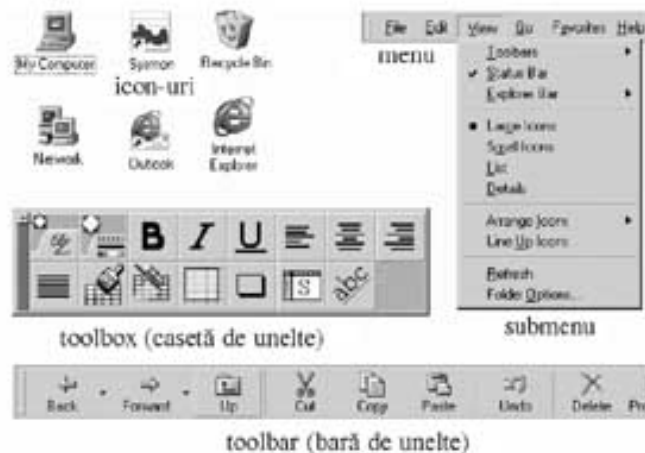 File Edit View Go Favorites Help
menu
My Computer Sysmon Recycle Bin
icon-uri
Network Outlook Internet Explorer
Toolbars
Status Bar
Explorer Bar
Large Icons
Small Icons
List
Details
Arrange Icons
Line Up Icons
Refresh
Folder Options...
submenu
B I U
S abc
toolbox (casetă de unelte)
Back Forward Up Cut Copy Paste Undo Delete Pro
toolbar (bară de unelte)